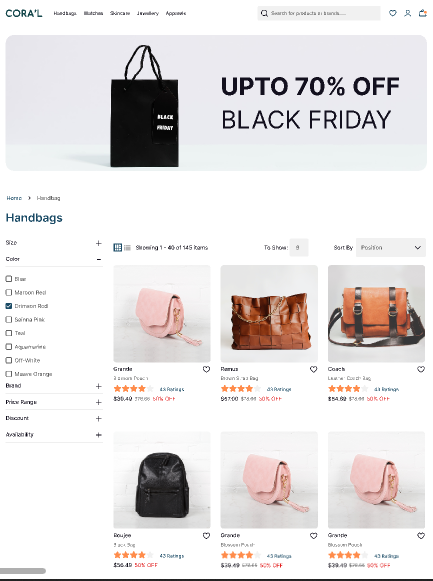 CORA'L
Handbags Watches Skincare Jewellery Apparels
Search for products or brands....
BLACK
FRIDAY
UPTO 70% OFF
BLACK FRIDAY
Home > Handbag
Handbags
Size
Color
Blue
Maroon Red
Crimson Red
Seinna Pink
Teal
Aquamarine
Off-White
Mauve Orange
Brand
Price Range
Discount
Availability
Showing 1 - 40 of 145 items
To Show: 9
Sort By Position
Grande
Blossom Pouch
43 Ratings
$39.49 $78.66 50% OFF
Remus
Brown Strap Bag
43 Ratings
$57.00 50% OFF
Coach
Leather Coach Bag
43 Ratings
$54.69 50% OFF
Boujee
Black Bag
43 Ratings
$56.49 50% OFF
Grande
Blossom Pouch
43 Ratings
$39.49 $78.66 50% OFF
Grande
Blossom Pouch
43 Ratings
$39.49 $78.66 50% OFF